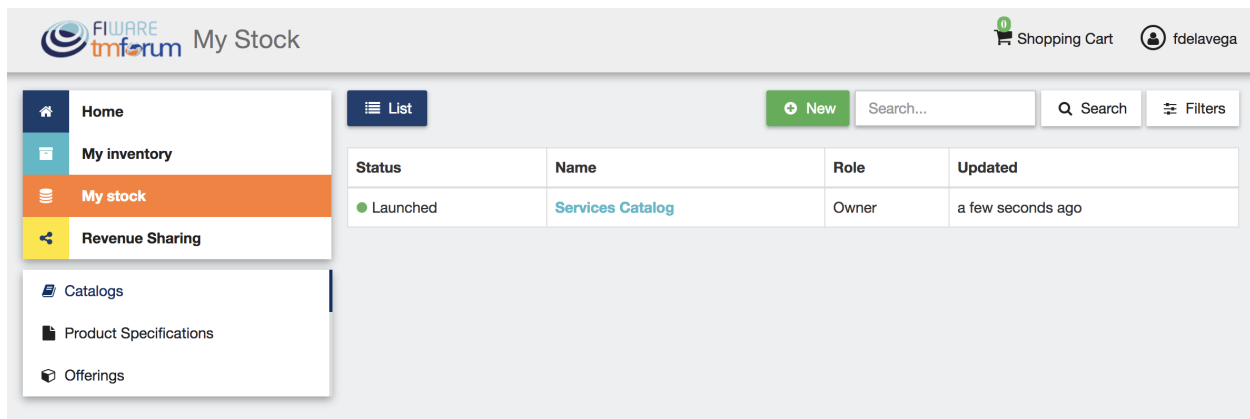 FIWARE
tmforum
My Stock
0
Shopping Cart
fdelavega
Home
My inventory
My stock
Revenue Sharing
Catalogs
Product Specifications
Offerings
List
New
Search...
Search
Filters
Status Name Role Updated
Launched Services Catalog Owner a few seconds ago